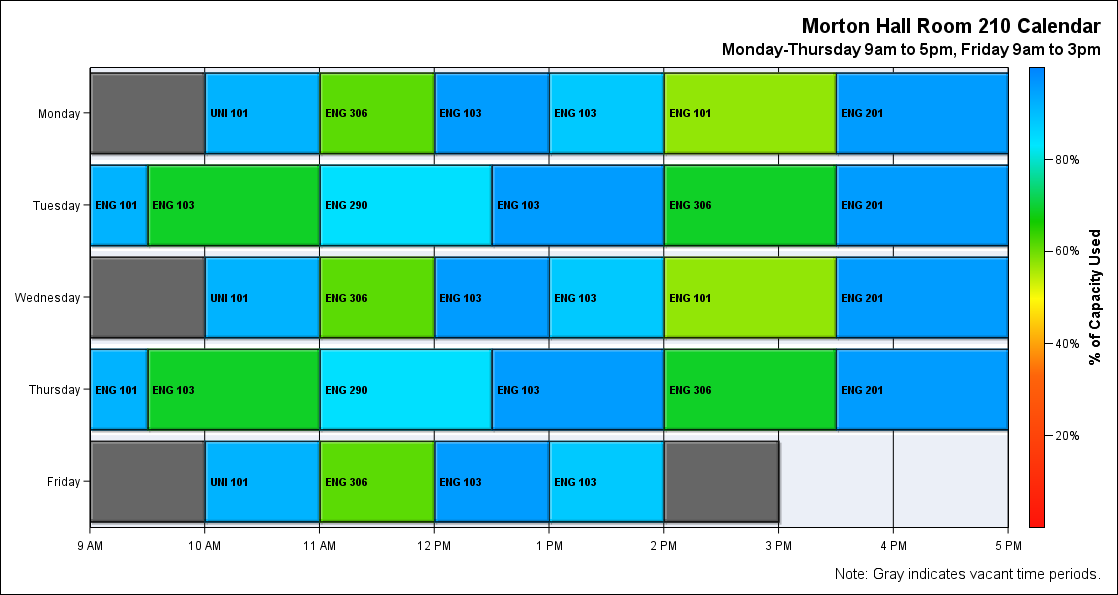 Morton Hall Room 210 Calendar
Monday-Thursday 9am to 5pm, Friday 9am to 3pm
Monday UNI 101 ENG 306 ENG 103 ENG 103 ENG 101 ENG 201
Tuesday ENG 101 ENG 103 ENG 290 ENG 103 ENG 306 ENG 201
Wednesday UNI 101 ENG 306 ENG 103 ENG 103 ENG 101 ENG 201
Thursday ENG 101 ENG 103 ENG 290 ENG 103 ENG 306 ENG 201
Friday UNI 101 ENG 306 ENG 103 ENG 103
9 AM 10 AM 11 AM 12 PM 1 PM 2 PM 3 PM 4 PM 5 PM
80%
60%
40%
20%
% of Capacity Used
Note: Gray indicates vacant time periods.